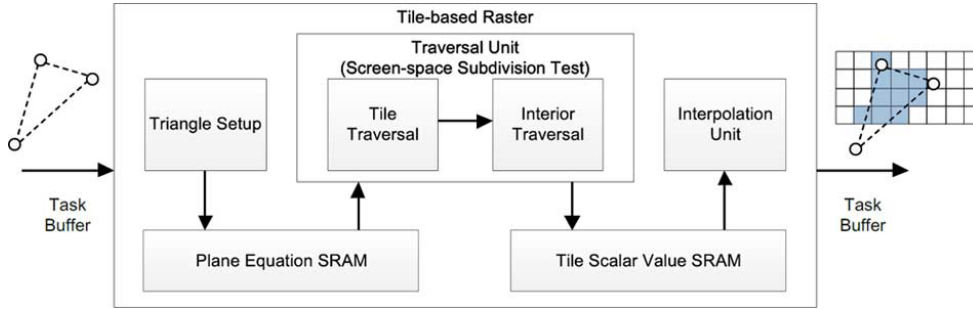 Tile-based Raster
Traversal Unit
(Screen-space Subdivision Test)
Triangle Setup
Tile
Traversal
Interior
Traversal
Interpolation
Unit
Task
Buffer
Task
Buffer
Plane Equation SRAM
Tile Scalar Value SRAM